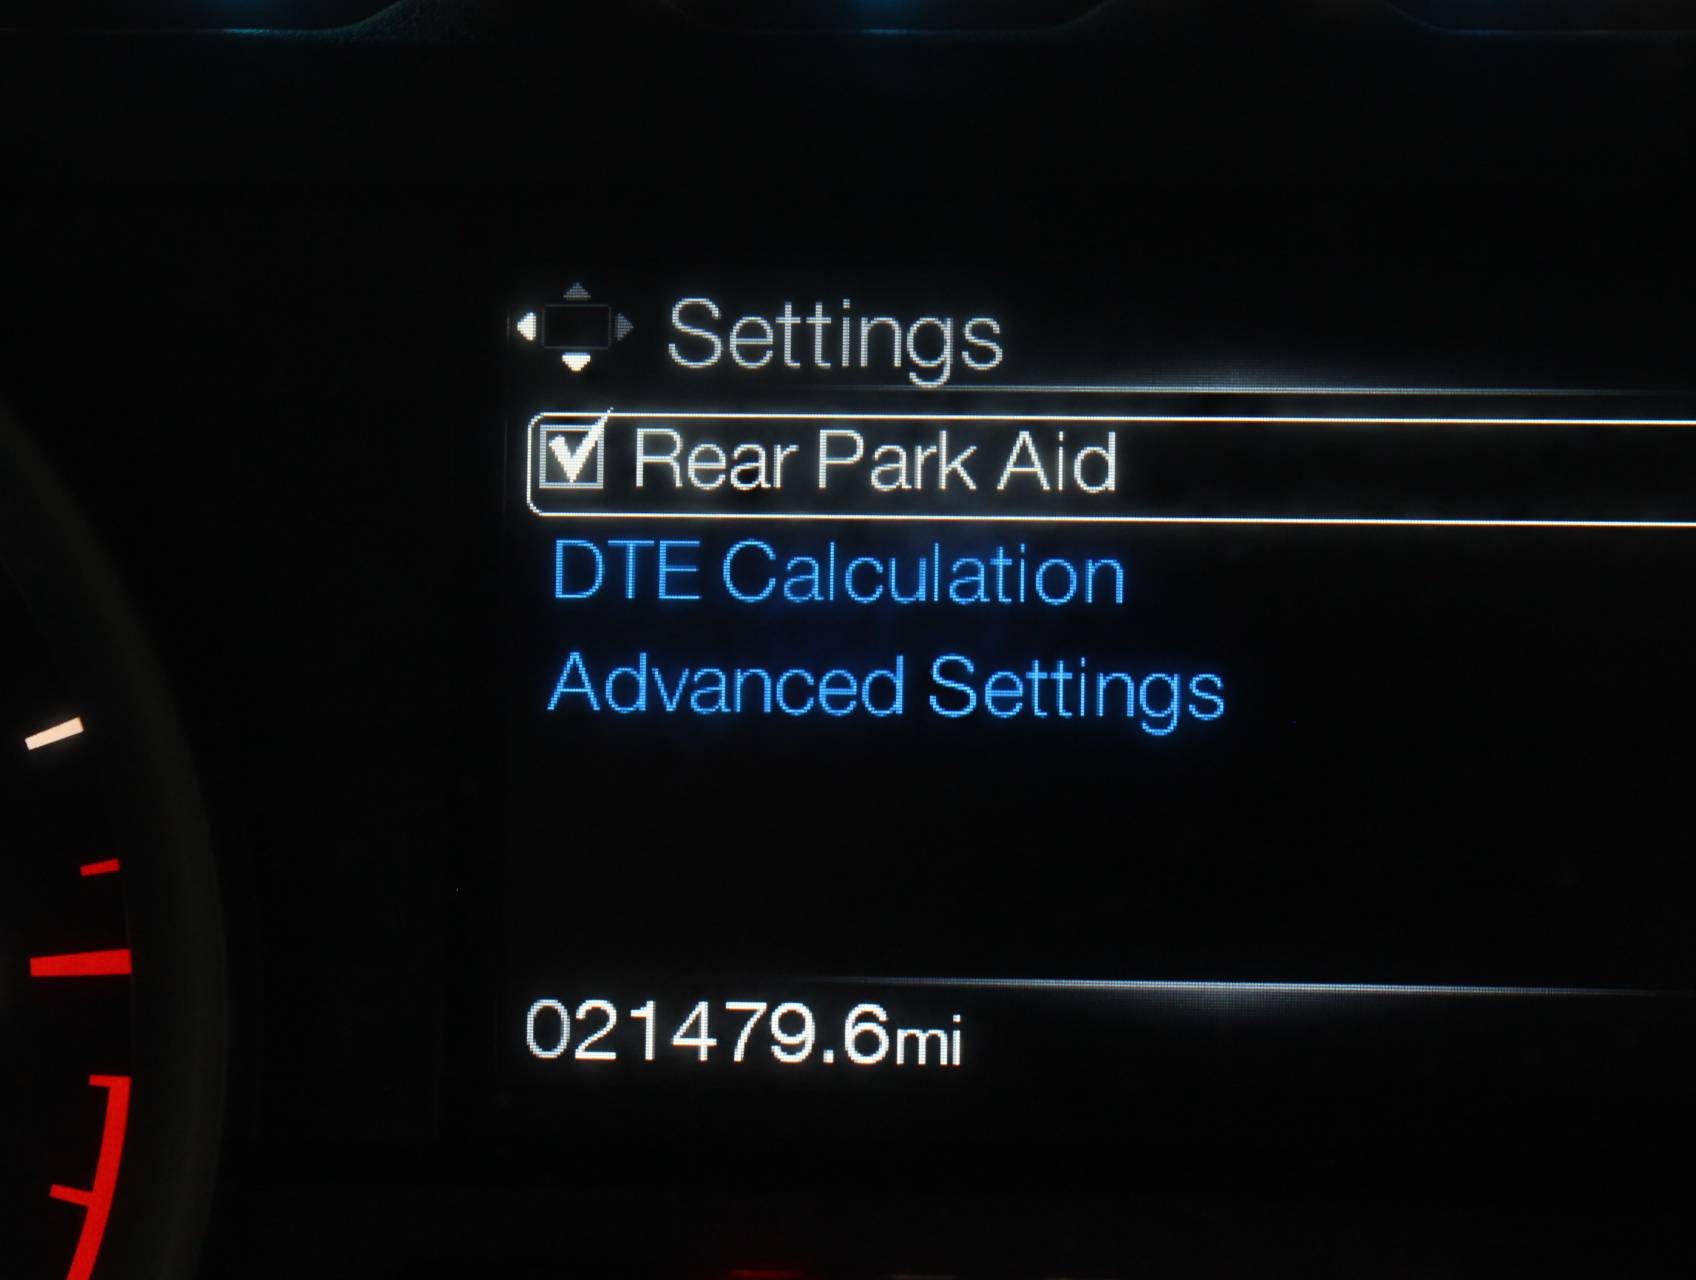 Settings
Rear Park Aid
DTE Calculation
Advanced Settings
021479.6mi